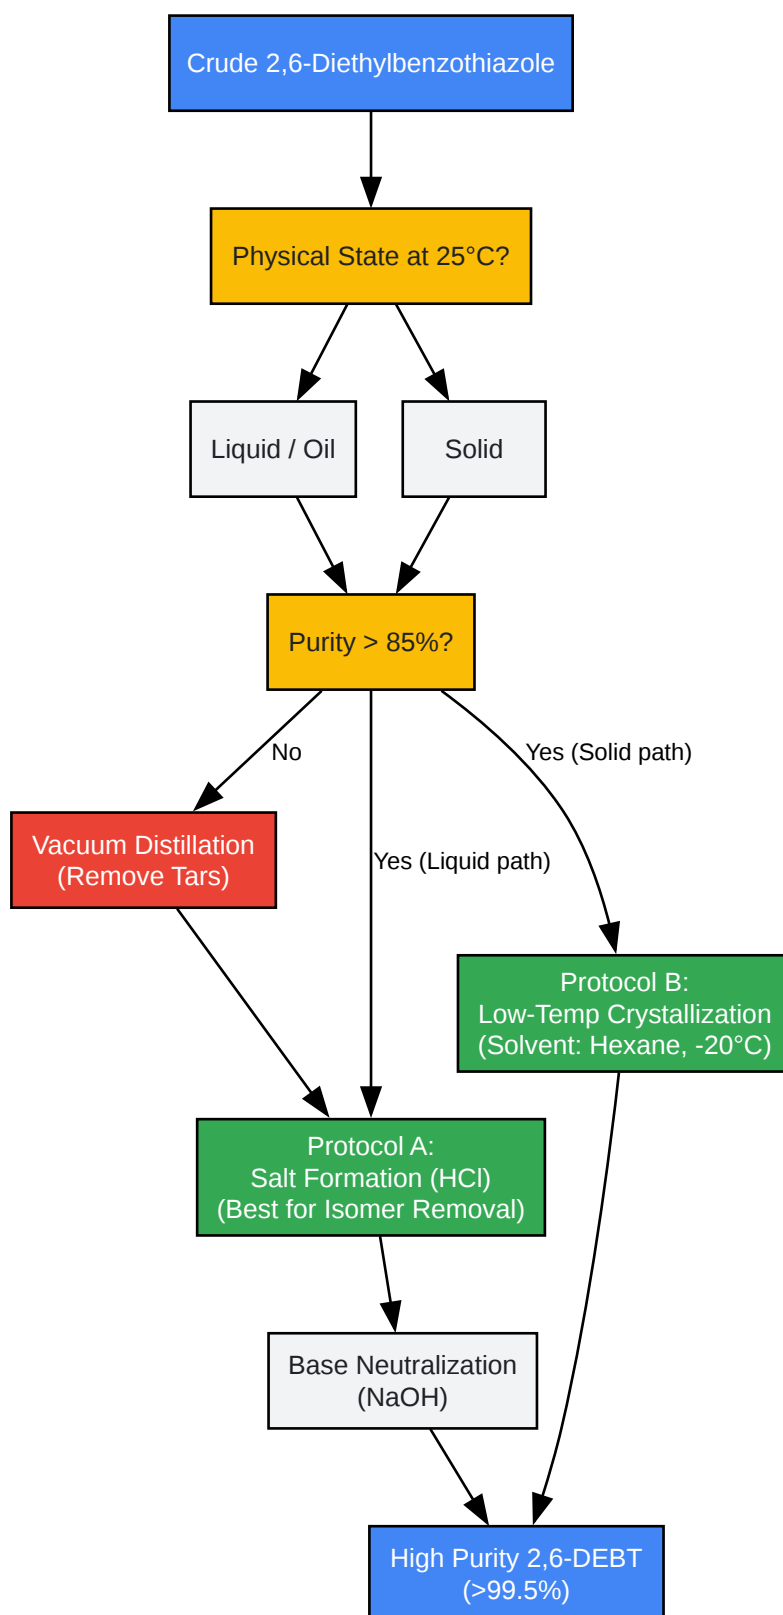 Crude 2,6-Diethylbenzothiazole
Physical State at 25°C?
Liquid / Oil
Solid
Purity > 85%?
No
Yes (Solid path)
Vacuum Distillation
(Remove Tars)
Yes (Liquid path)
Protocol B:
Low-Temp Crystallization
(Solvent: Hexane, -20°C)
Protocol A:
Salt Formation (HCl)
(Best for Isomer Removal)
Base Neutralization
(NaOH)
High Purity 2,6-DEBT
(>99.5%)